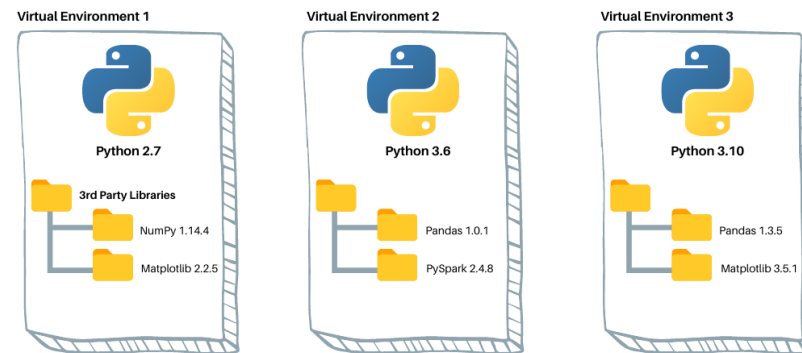 Virtual Environment 1
Python 2.7
3rd Party Libraries
NumPy 1.14.4
Matplotlib 2.2.5
Virtual Environment 2
Python 3.6
Pandas 1.0.1
PySpark 2.4.8
Virtual Environment 3
Python 3.10
Pandas 1.3.5
Matplotlib 3.5.1